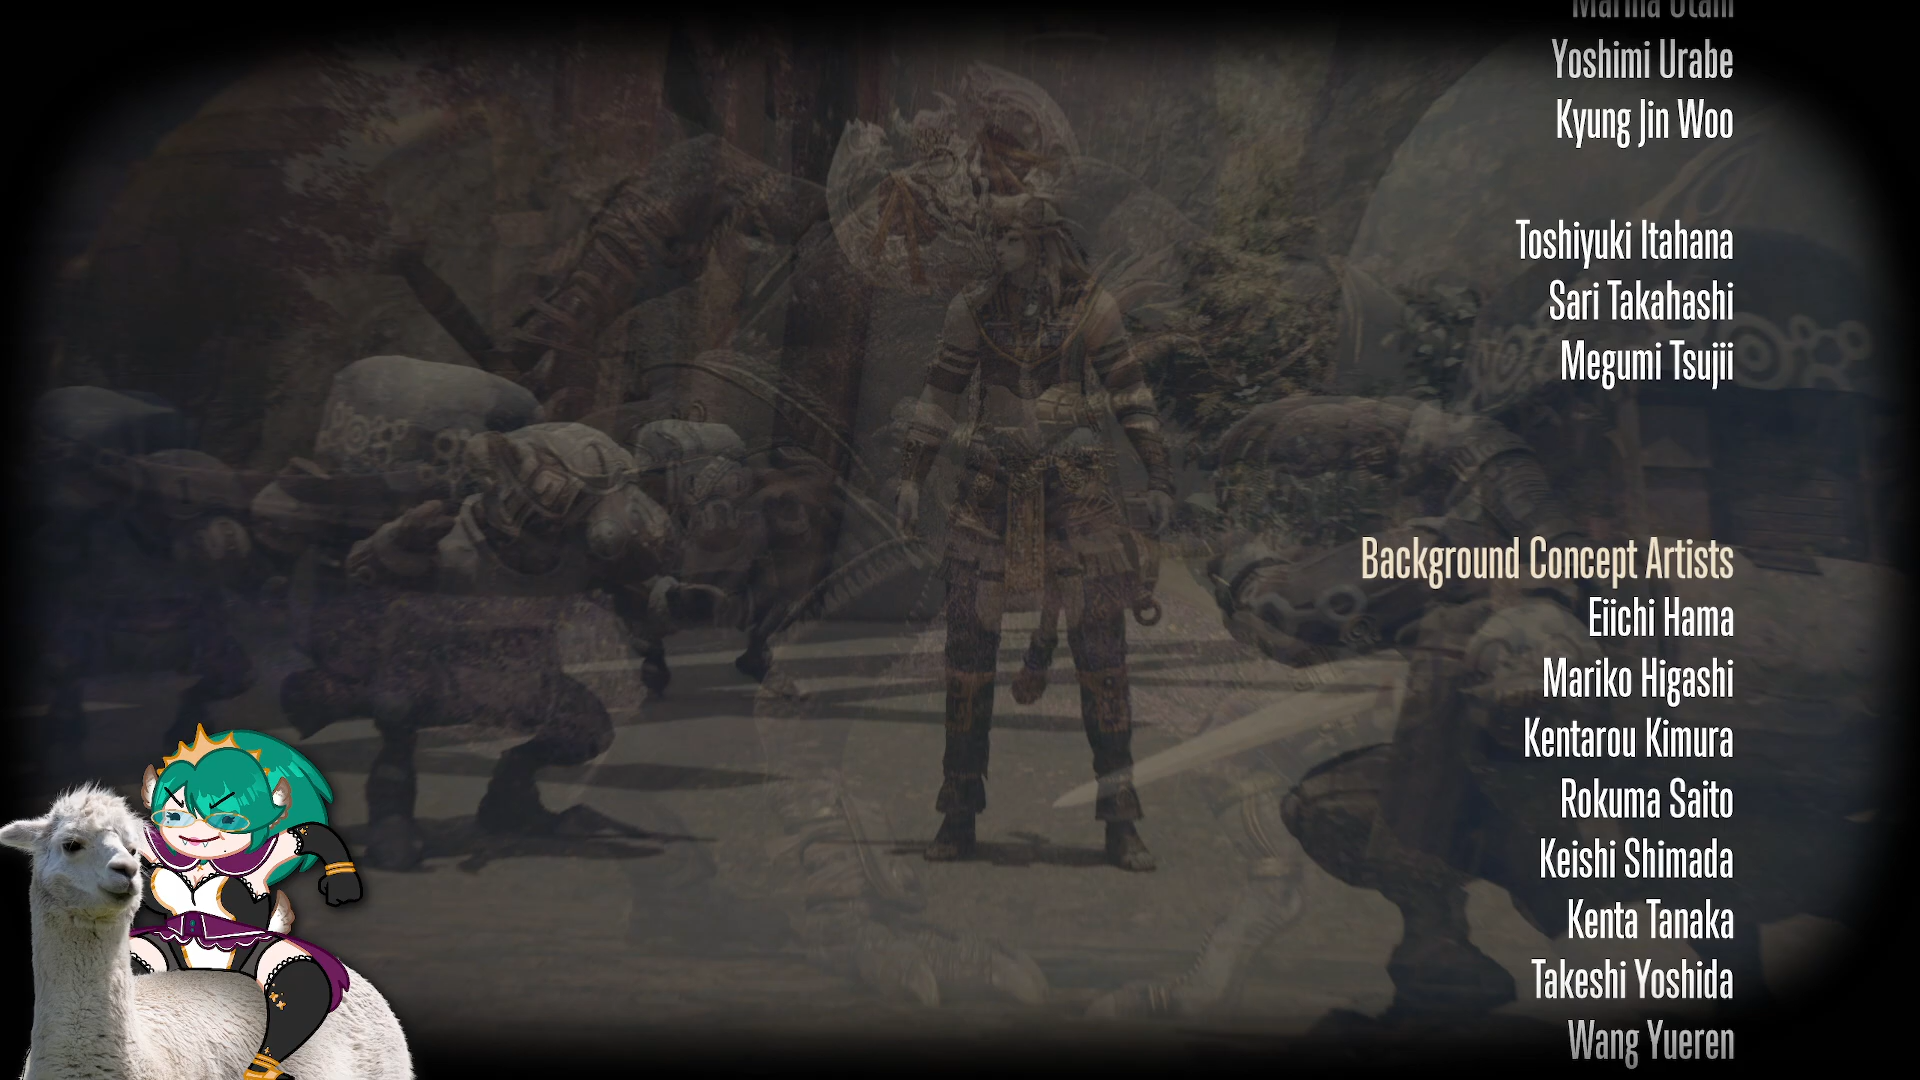 Yoshimi Urabe
Kyung Jin Woo
Toshiyuki Itahana
Sari Takahashi
Megumi Tsujii
Background Concept Artists
Eiichi Hama
Mariko Higashi
Kentarou Kimura
Rokuma Saito
Keishi Shimada
Kenta Tanaka
Takeshi Yoshida
Wang Yueren